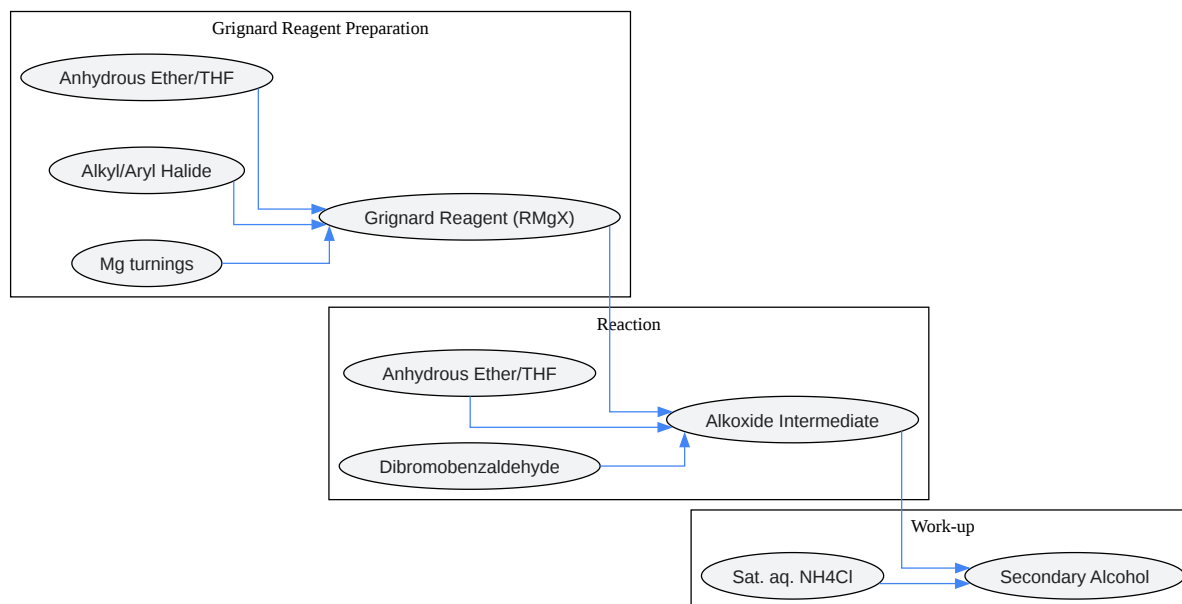 Grignard Reagent Preparation
Anhydrous Ether/THF
Alkyl/Aryl Halide
Grignard Reagent (RMgX)
Mg turnings
Reaction
Anhydrous Ether/THF
Alkoxide Intermediate
Dibromobenzaldehyde
Work-up
Sat. aq. NH4Cl
Secondary Alcohol